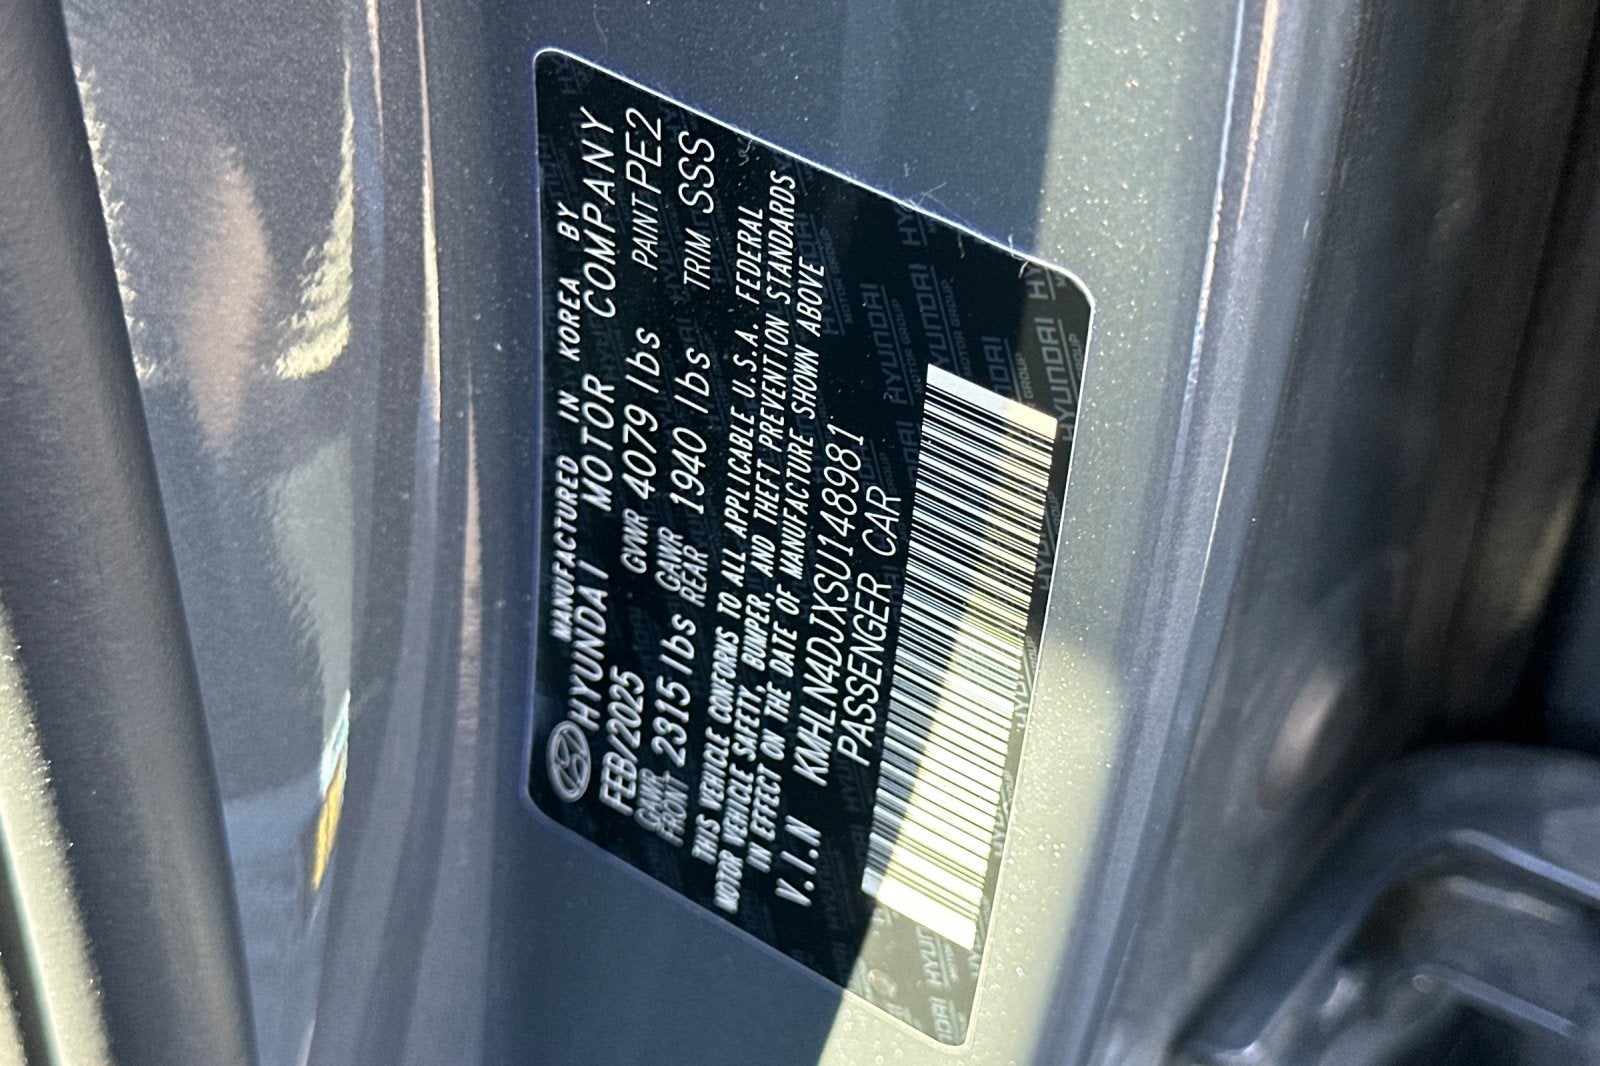 MANUFACTURED IN KOREA BY
HYUNDAI MOTOR COMPANY
FEB/2025 GVWR 4079 lbs PAINT PE2
GAWR FRONT 2315 lbs GAWR REAR 1940 lbs TRIM SSS
THIS VEHICLE CONFORMS TO ALL APPLICABLE U.S.A. FEDERAL
MOTOR VEHICLE SAFETY, BUMPER, AND THEFT PREVENTION STANDARDS
IN EFFECT ON THE DATE OF MANUFACTURE SHOWN ABOVE
V.I.N KMHLN4DJXSU148981
PASSENGER CAR
HYUNDAI
MOTOR GROUP